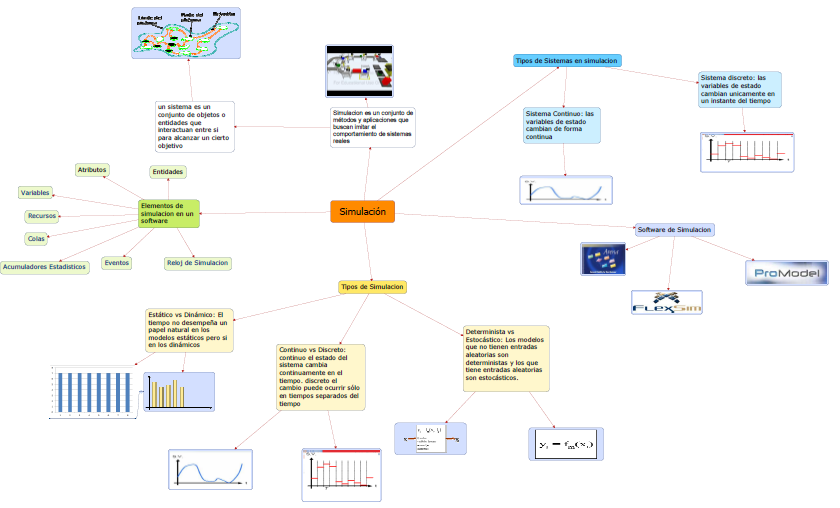 Tipos de Sistemas en simulacion
Sistema discreto: las
variables de estado
cambian unicamente en
un instante del tiempo
Sistema Continuo: las
variables de estado
cambian de forma
continua
un sistema es un
conjunto de objetos o
entidades que
interactuan entre si
para alcanzar un cierto
objetivo
Simulacion es un conjunto de
métodos y aplicaciones que
buscan imitar el
comportamiento de sistemas
reales
Atributos
Entidades
Variables
Recursos
Colas
Acumuladores Estadisticos
Eventos
Reloj de Simulacion
Elementos de
simulacion en un
software
Simulación
Software de Simulacion
Arena
FLEXSIM
ProModel
Tipos de Simulacion
Estático vs Dinámico: El
tiempo no desempeña un
papel natural en los
modelos estáticos pero si
en los dinámicos
Continuo vs Discreto:
continuo el estado del
sistema cambia
continuamente en el
tiempo. discreto el
cambio puede ocurrir sólo
en tiempos separados del
tiempo
Determinista vs
Estocástico: Los modelos
que no tienen entradas
aleatorias son
deterministas y los que
tiene entradas aleatorias
son estocásticos.